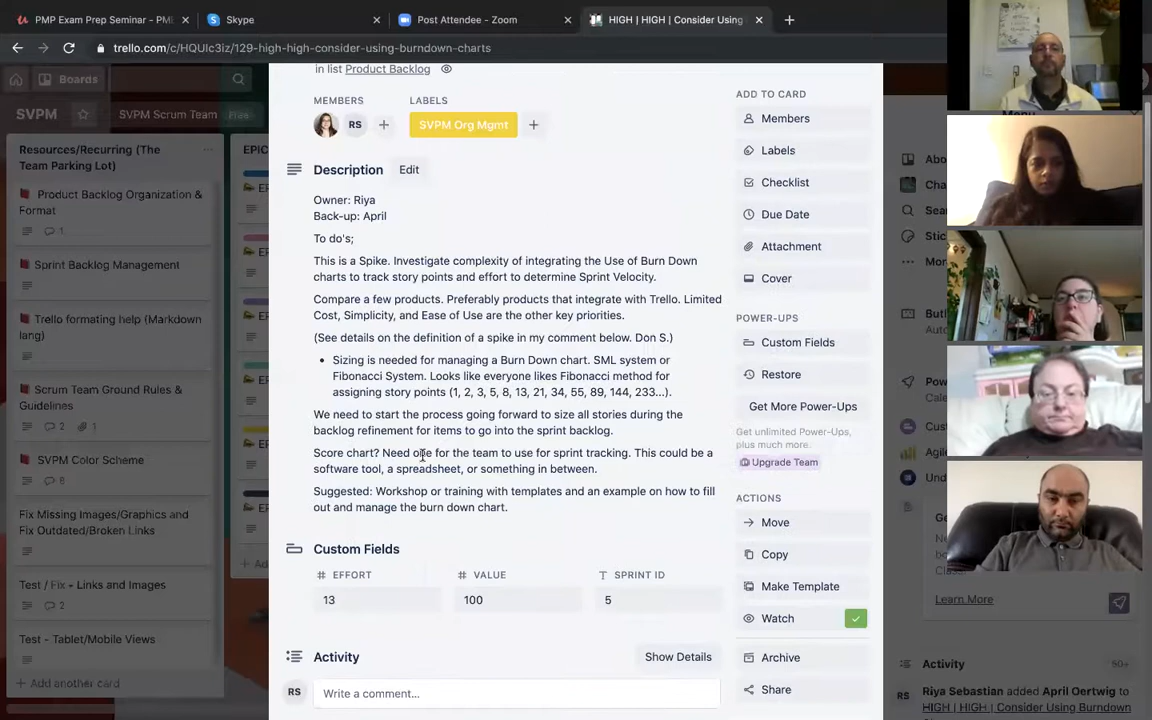 PMP Exam Prep Seminar - PM
Skype
Post Attendee - Zoom
HIGH | HIGH | Consider Using
trello.com/c/HQUIc3iz/129-high-high-consider-using-burndown-charts
Boards
SVPM
SVPM Scrum Team
Free
Resources/Recurring (The
Team Parking Lot)
Product Backlog Organization &
Format
1
Sprint Backlog Management
Trello formating help (Markdown
lang)
Scrum Team Ground Rules &
Guidelines
2
1
SVPM Color Scheme
6
Fix Missing Images/Graphics and
Fix Outdated/Broken Links
Test / Fix - Links and Images
2
Test - Tablet/Mobile Views
Add another card
EPIC
in list Product Backlog
MEMBERS
LABELS
RS
SVPM Org Mgmt
Description
Edit
Owner: Riya
Back-up: April
To do's;
This is a Spike. Investigate complexity of integrating the Use of Burn Down
charts to track story points and effort to determine Sprint Velocity.
Compare a few products. Preferably products that integrate with Trello. Limited
Cost, Simplicity, and Ease of Use are the other key priorities.
(See details on the definition of a spike in my comment below. Don S.)
Sizing is needed for managing a Burn Down chart. SML system or
Fibonacci System. Looks like everyone likes Fibonacci method for
assigning story points (1, 2, 3, 5, 8, 13, 21, 34, 55, 89, 144, 233...).
We need to start the process going forward to size all stories during the
backlog refinement for items to go into the sprint backlog.
Score chart? Need one for the team to use for sprint tracking. This could be a
software tool, a spreadsheet, or something in between.
Suggested: Workshop or training with templates and an example on how to fill
out and manage the burn down chart.
Custom Fields
EFFORT
VALUE
SPRINT ID
13
100
5
Activity
Show Details
RS
Write a comment...
ADD TO CARD
Members
Labels
Checklist
Due Date
Attachment
Cover
POWER-UPS
Custom Fields
Restore
Get More Power-Ups
Get unlimited Power-Ups,
plus much more.
Upgrade Team
ACTIONS
Move
Copy
Make Template
Watch
Archive
Share
Learn More
Activity
50+
RS
Riya Sebastian added April Oertwig to
HIGH | HIGH | Consider Using Burndown